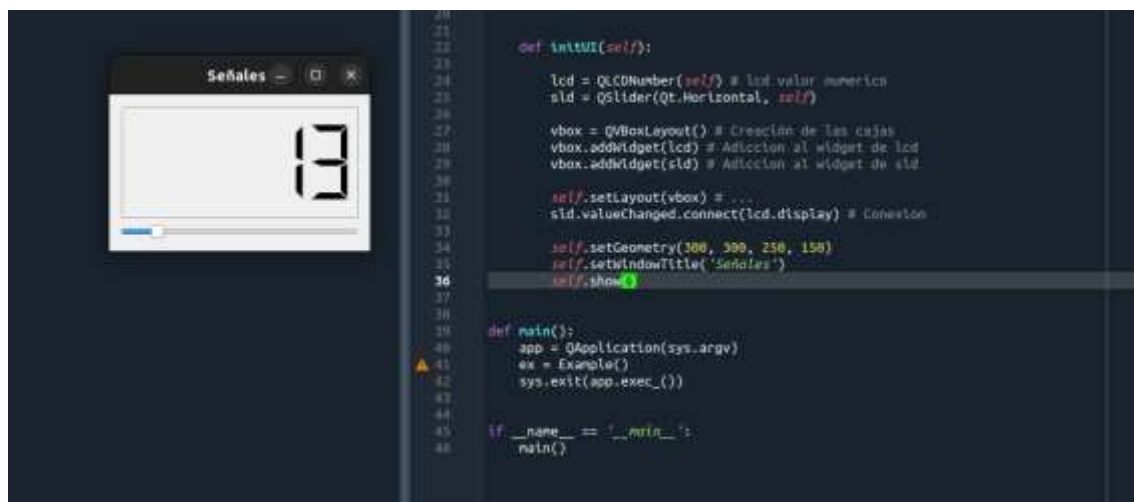 Señales
13
20
21
22 def initUI(self):
23
24 lcd = QLCDNumber(self) # lcd valor numerico
25 sld = QSlider(Qt.Horizontal, self)
26
27 vbox = QVBoxLayout() # Creación de las cajas
28 vbox.addWidget(lcd) # Adiccion al widget de lcd
29 vbox.addWidget(sld) # Adiccion al widget de sld
30
31 self.setLayout(vbox) # ...
32 sld.valueChanged.connect(lcd.display) # Conexion
33
34 self.setGeometry(300, 300, 250, 150)
35 self.setWindowTitle('Señales')
36 self.show()
37
38
39 def main():
40 app = QApplication(sys.argv)
41 ex = Example()
42 sys.exit(app.exec_())
43
44
45 if __name__ == '__main__':
46 main()